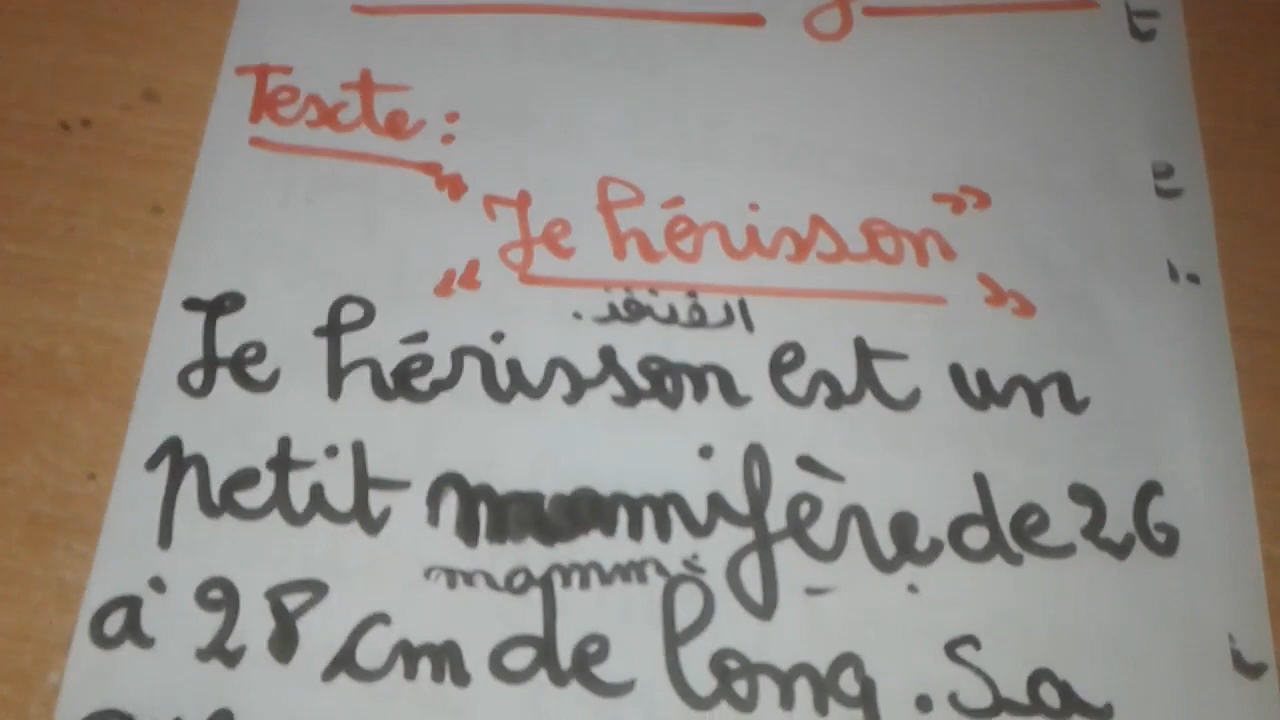 Texte :
"Le hérisson"
« »
القنفذ.
Le hérisson est un
petit mammifère de 26
mammi
à 28 cm de long. Sa